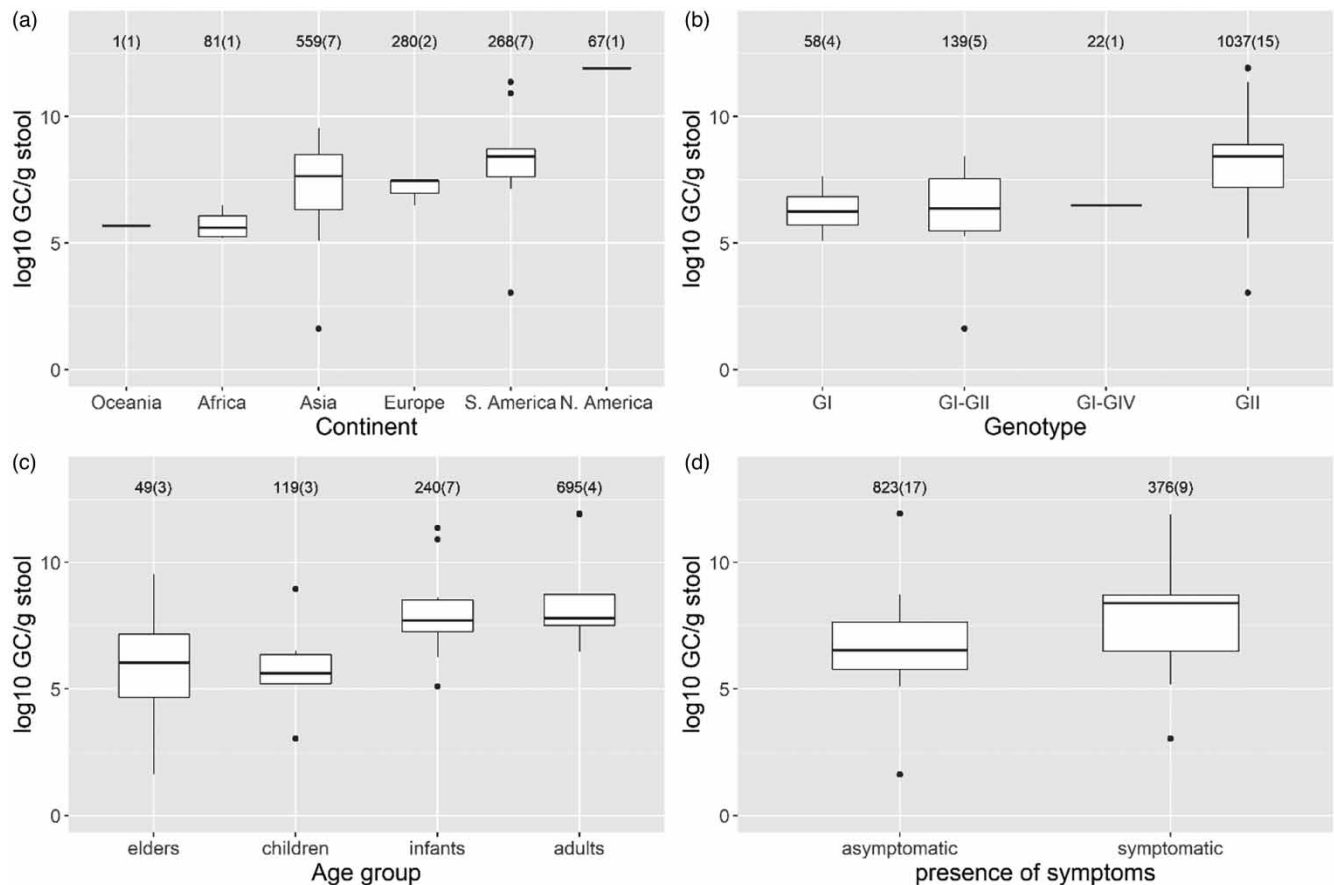 (a)
1(1) 81(1) 559(7) 280(2) 268(7) 67(1)
log10 GC/g stool
10
5
0
Oceania Africa Asia Europe S. America N. America
Continent
(b)
58(4) 139(5) 22(1) 1037(15)
log10 GC/g stool
10
5
0
GI GI-GII GI-GIV GII
Genotype
(c)
49(3) 119(3) 240(7) 695(4)
log10 GC/g stool
10
5
0
elders children infants adults
Age group
(d)
823(17) 376(9)
log10 GC/g stool
10
5
0
asymptomatic symptomatic
presence of symptoms